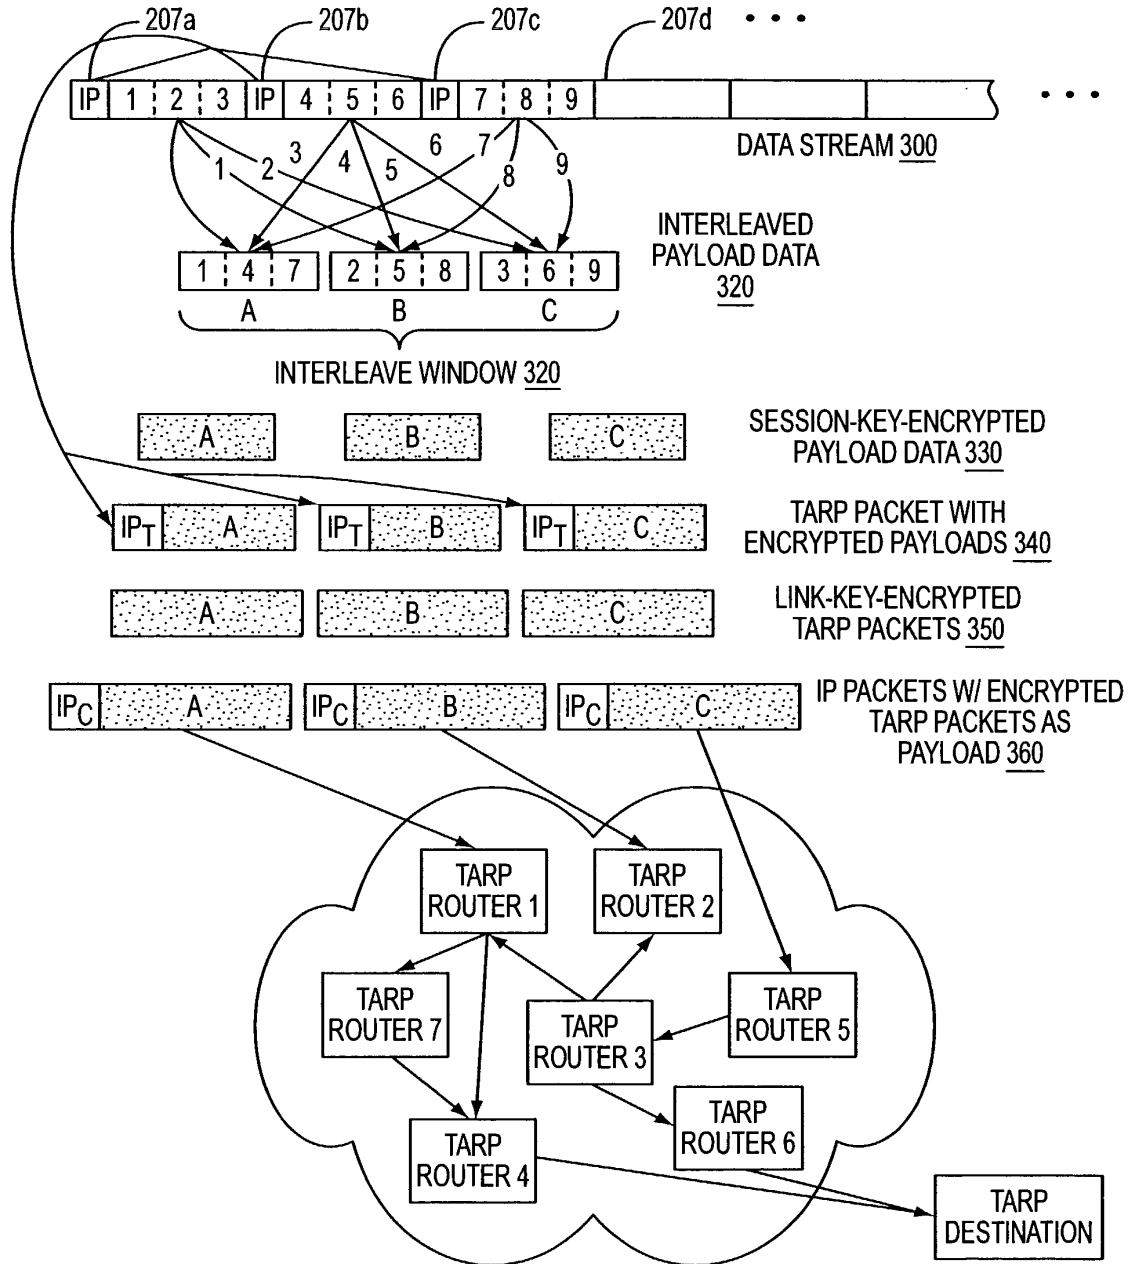 207a 207b 207c 207d • • •
IP 1 2 3 IP 4 5 6 IP 7 8 9 • • •
DATA STREAM 300
1 2 3 4 5 6 7 8 9
INTERLEAVED
PAYLOAD DATA
320
1 4 7 2 5 8 3 6 9
A B C
INTERLEAVE WINDOW 320
A B C
SESSION-KEY-ENCRYPTED
PAYLOAD DATA 330
IPT A IPT B IPT C
TARP PACKET WITH
ENCRYPTED PAYLOADS 340
A B C
LINK-KEY-ENCRYPTED
TARP PACKETS 350
IPC A IPC B IPC C
IP PACKETS W/ ENCRYPTED
TARP PACKETS AS
PAYLOAD 360
TARP
ROUTER 1
TARP
ROUTER 2
TARP
ROUTER 7
TARP
ROUTER 3
TARP
ROUTER 5
TARP
ROUTER 4
TARP
ROUTER 6
TARP
DESTINATION